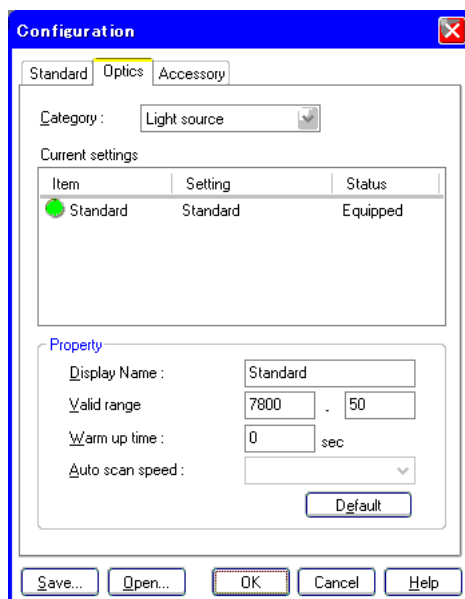 Configuration
Standard Optics Accessory
Category : Light source
Current settings
Item Setting Status
Standard Standard Equipped
Property
Display Name : Standard
Valid range 7800 . 50
Warm up time : 0 sec
Auto scan speed :
Default
Save... Open... OK Cancel Help